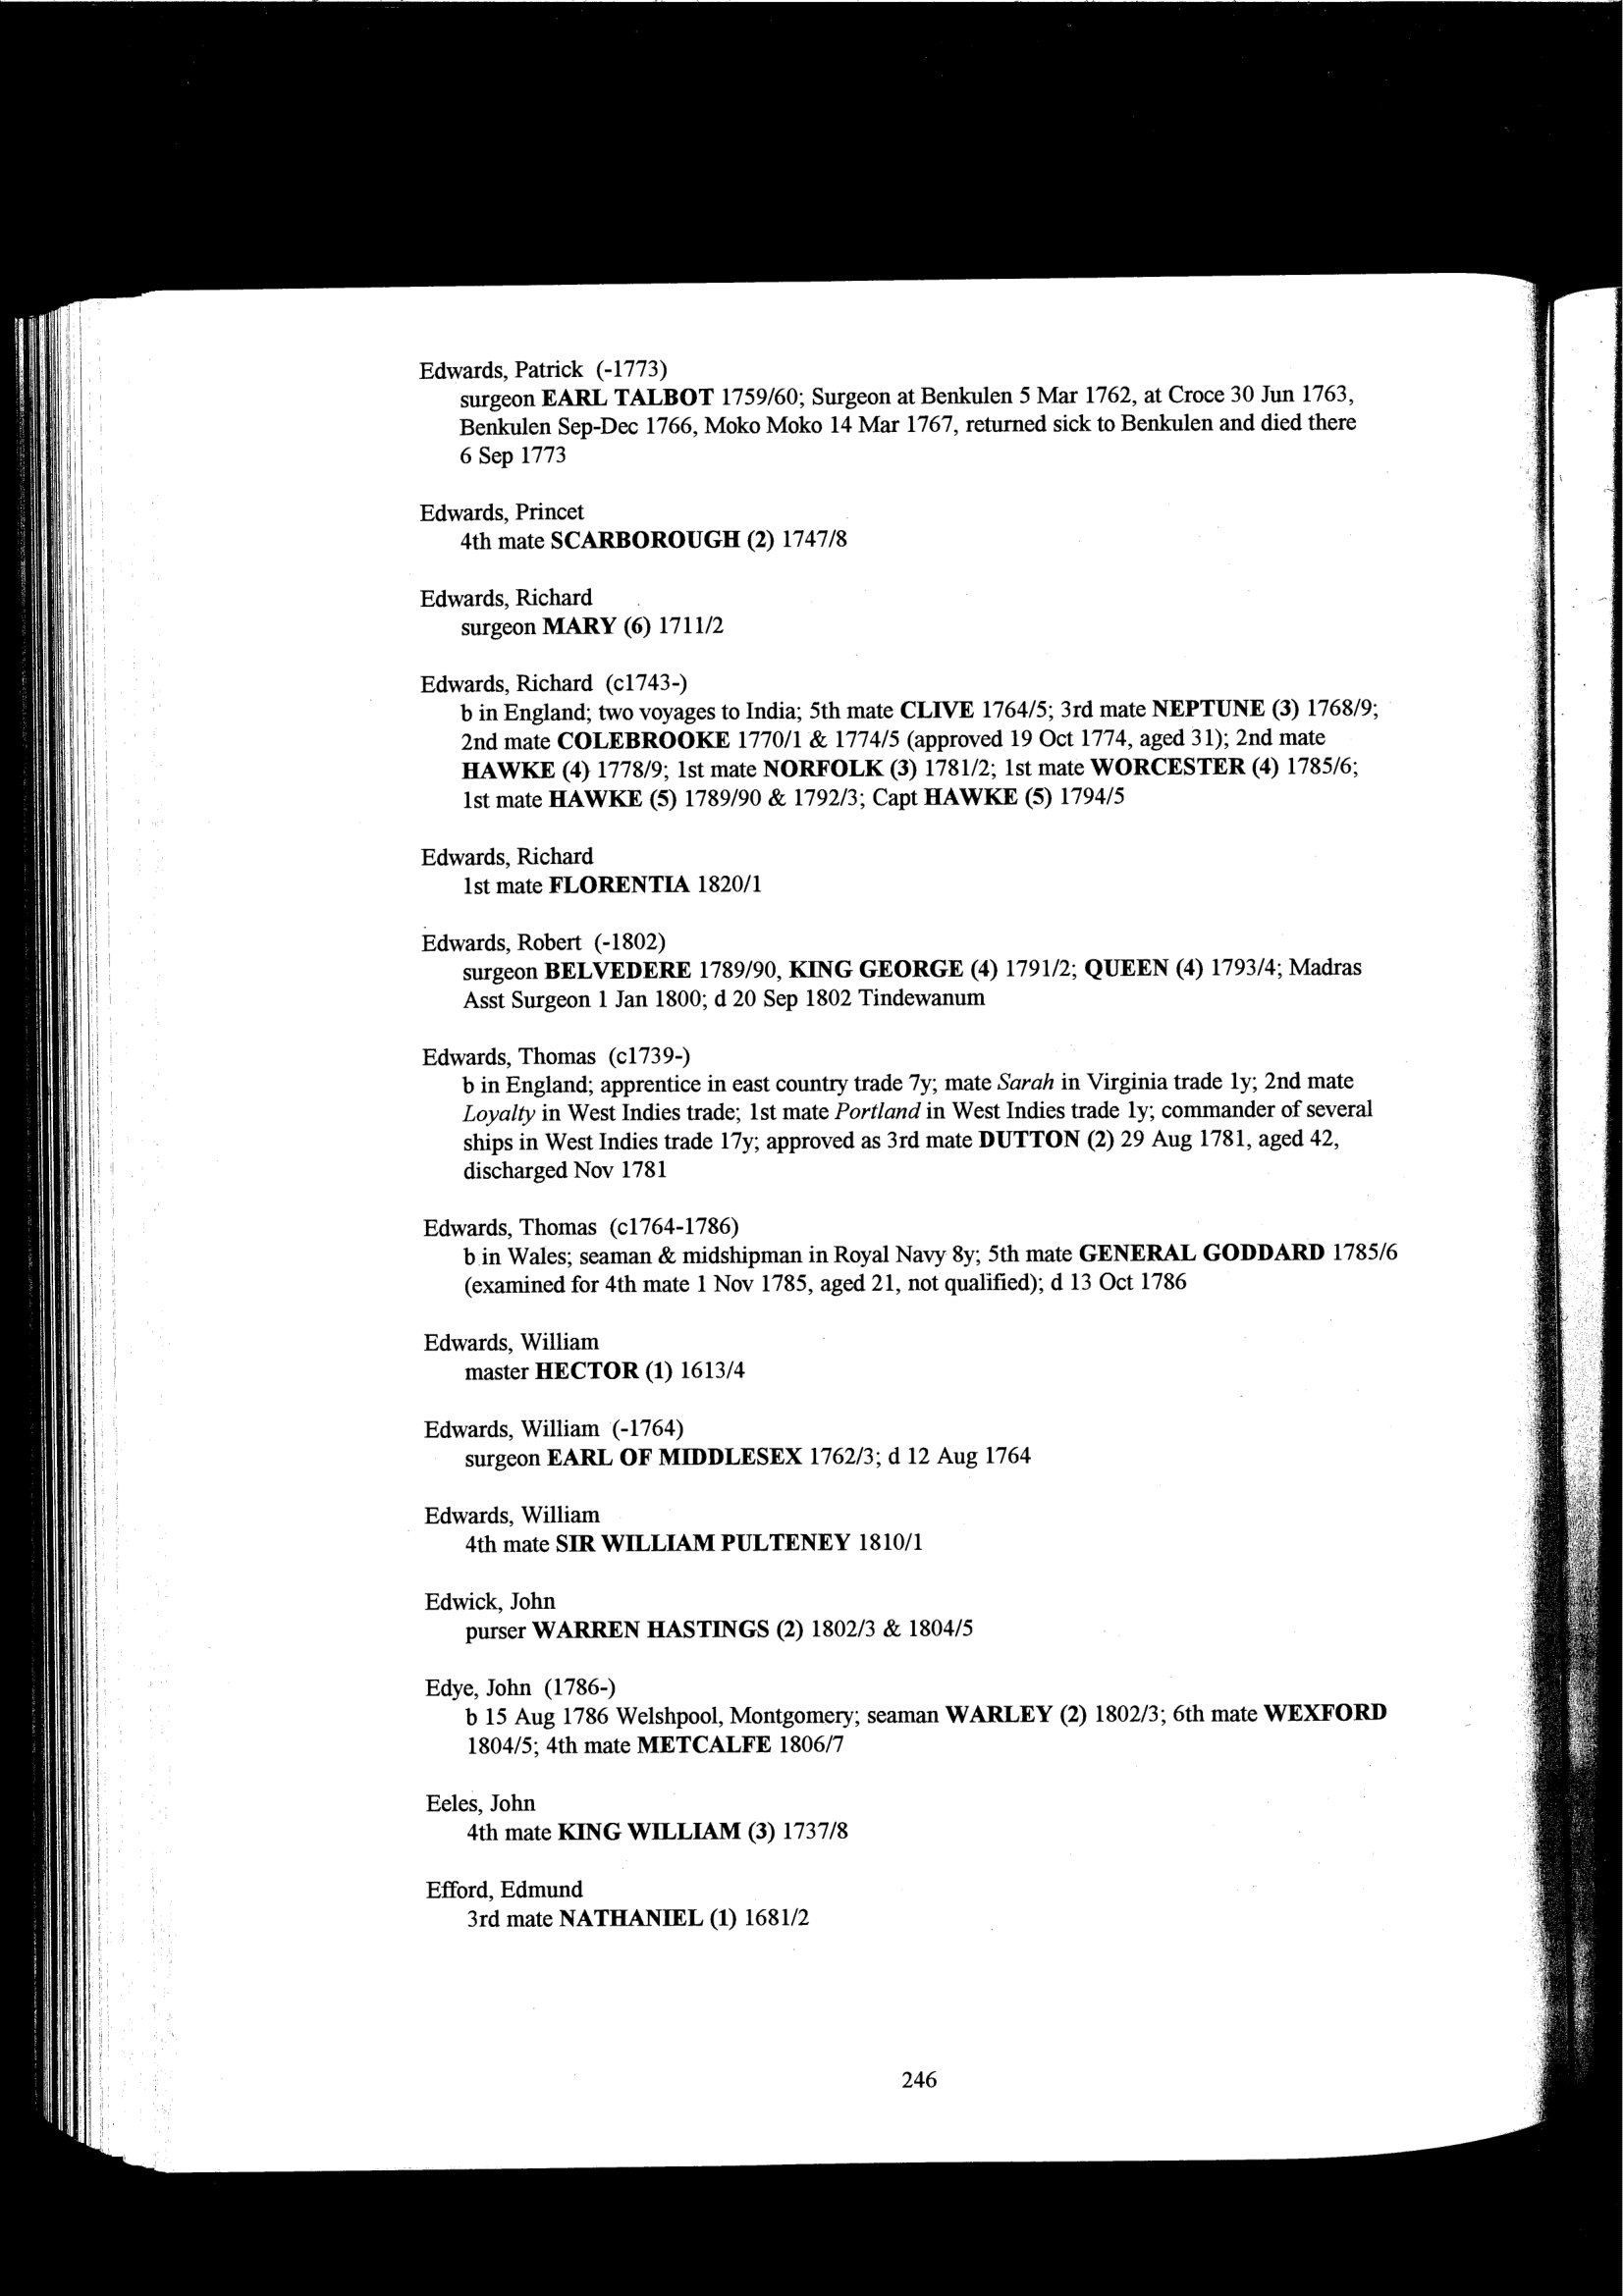 Edwards, Patrick (-1773)
surgeon EARL TALBOT 1759/60; Surgeon at Benkulen 5 Mar 1762, at Croce 30 Jun 1763,
Benkulen Sep-Dec 1766, Moko Moko 14 Mar 1767, returned sick to Benkulen and died there
6 Sep 1773
Edwards, Princet
4th mate SCARBOROUGH (2) 1747/8
Edwards, Richard
surgeon MARY (6) 1711/2
Edwards, Richard (c1743-)
b in England; two voyages to India; 5th mate CLIVE 1764/5; 3rd mate NEPTUNE (3) 1768/9;
2nd mate COLEBROOKE 1770/1 & 1774/5 (approved 19 Oct 1774, aged 31); 2nd mate
HAWKE (4) 1778/9; 1st mate NORFOLK (3) 1781/2; 1st mate WORCESTER (4) 1785/6;
1st mate HAWKE (5) 1789/90 & 1792/3; Capt HAWKE (5) 1794/5
Edwards, Richard
1st mate FLORENTIA 1820/1
Edwards, Robert (-1802)
surgeon BELVEDERE 1789/90, KING GEORGE (4) 1791/2; QUEEN (4) 1793/4; Madras
Asst Surgeon 1 Jan 1800; d 20 Sep 1802 Tindewanum
Edwards, Thomas (c1739-)
b in England; apprentice in east country trade 7y; mate Sarah in Virginia trade 1y; 2nd mate
Loyalty in West Indies trade; 1st mate Portland in West Indies trade 1y; commander of several
ships in West Indies trade 17y; approved as 3rd mate DUTTON (2) 29 Aug 1781, aged 42,
discharged Nov 1781
Edwards, Thomas (c1764-1786)
b in Wales; seaman & midshipman in Royal Navy 8y; 5th mate GENERAL GODDARD 1785/6
(examined for 4th mate 1 Nov 1785, aged 21, not qualified); d 13 Oct 1786
Edwards, William
master HECTOR (1) 1613/4
Edwards, William (-1764)
surgeon EARL OF MIDDLESEX 1762/3; d 12 Aug 1764
Edwards, William
4th mate SIR WILLIAM PULTENEY 1810/1
Edwick, John
purser WARREN HASTINGS (2) 1802/3 & 1804/5
Edye, John (1786-)
b 15 Aug 1786 Welshpool, Montgomery; seaman WARLEY (2) 1802/3; 6th mate WEXFORD
1804/5; 4th mate METCALFE 1806/7
Eeles, John
4th mate KING WILLIAM (3) 1737/8
Efford, Edmund
3rd mate NATHANIEL (1) 1681/2
246